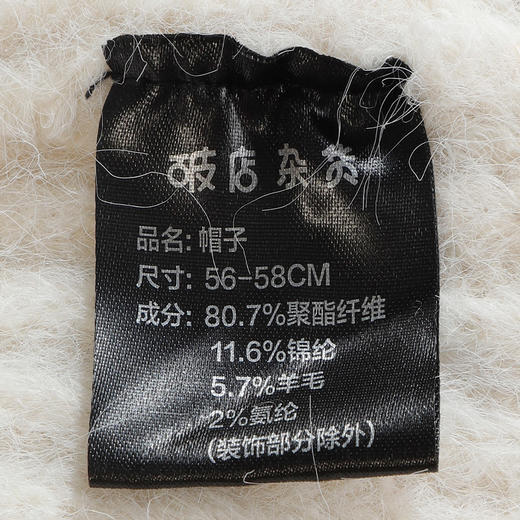 破店杂货
品名: 帽子
尺寸: 56-58CM
成分: 80.7%聚酯纤维
11.6%锦纶
5.7%羊毛
2%氨纶
(装饰部分除外)